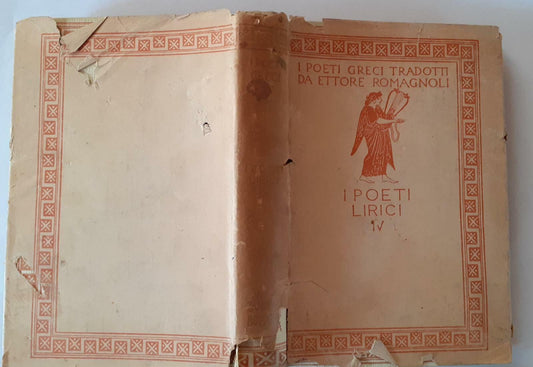 I POETI GRECI TRADOTTI
DA ETTORE ROMAGNOLI
I POETI
LIRICI
IV